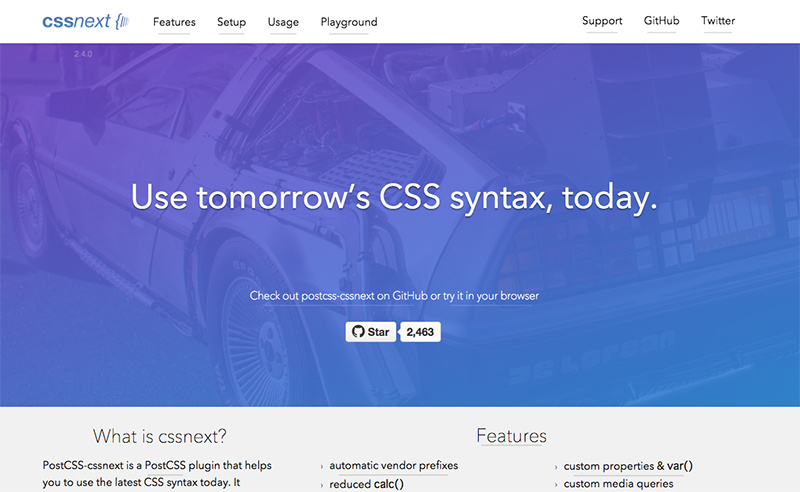 cssnext {
Features
Setup
Usage
Playground
Support
GitHub
Twitter
2.4.0
Use tomorrow’s CSS syntax, today.
Check out postcss-cssnext on GitHub or try it in your browser
Star
2,463
DE LOREAN
What is cssnext?
PostCSS-cssnext is a PostCSS plugin that helps
you to use the latest CSS syntax today. It
Features
› automatic vendor prefixes
› reduced calc()
› custom properties & var()
› custom media queries